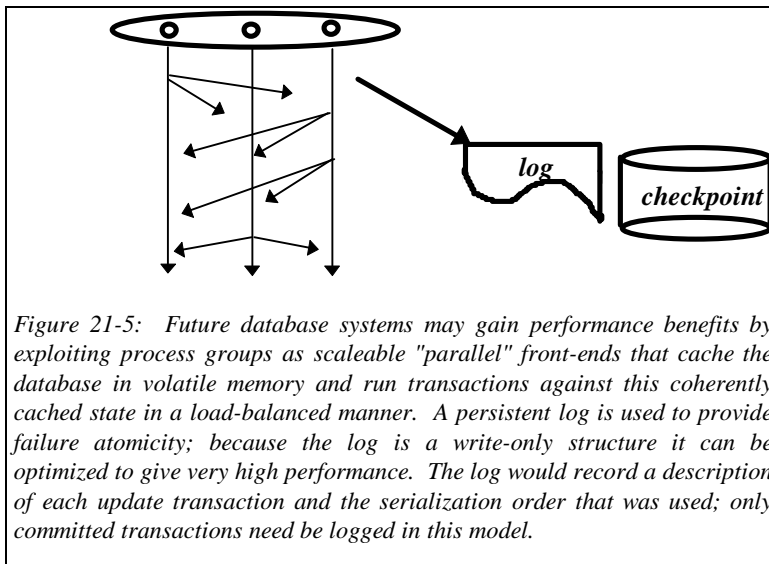 log
checkpoint
Figure 21-5: Future database systems may gain performance benefits by
exploiting process groups as scaleable "parallel" front-ends that cache the
database in volatile memory and run transactions against this coherently
cached state in a load-balanced manner. A persistent log is used to provide
failure atomicity; because the log is a write-only structure it can be
optimized to give very high performance. The log would record a description
of each update transaction and the serialization order that was used; only
committed transactions need be logged in this model.